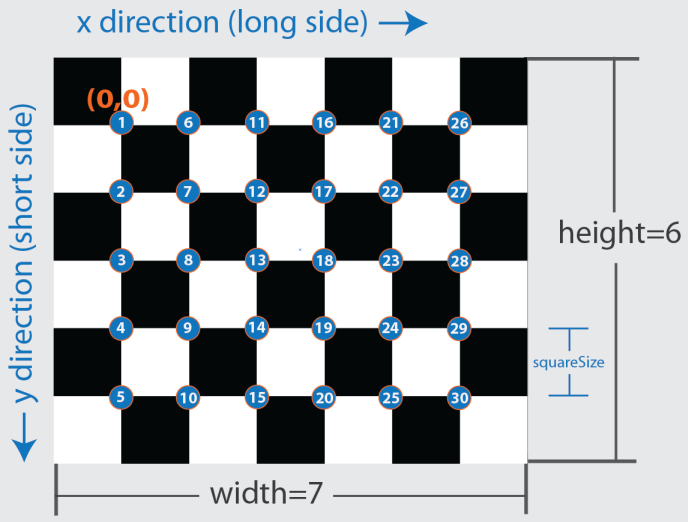 x direction (long side)
y direction (short side)
(0,0)
1 6 11 16 21 26
2 7 12 17 22 27
3 8 13 18 23 28
4 9 14 19 24 29
5 10 15 20 25 30
height=6
squareSize
width=7